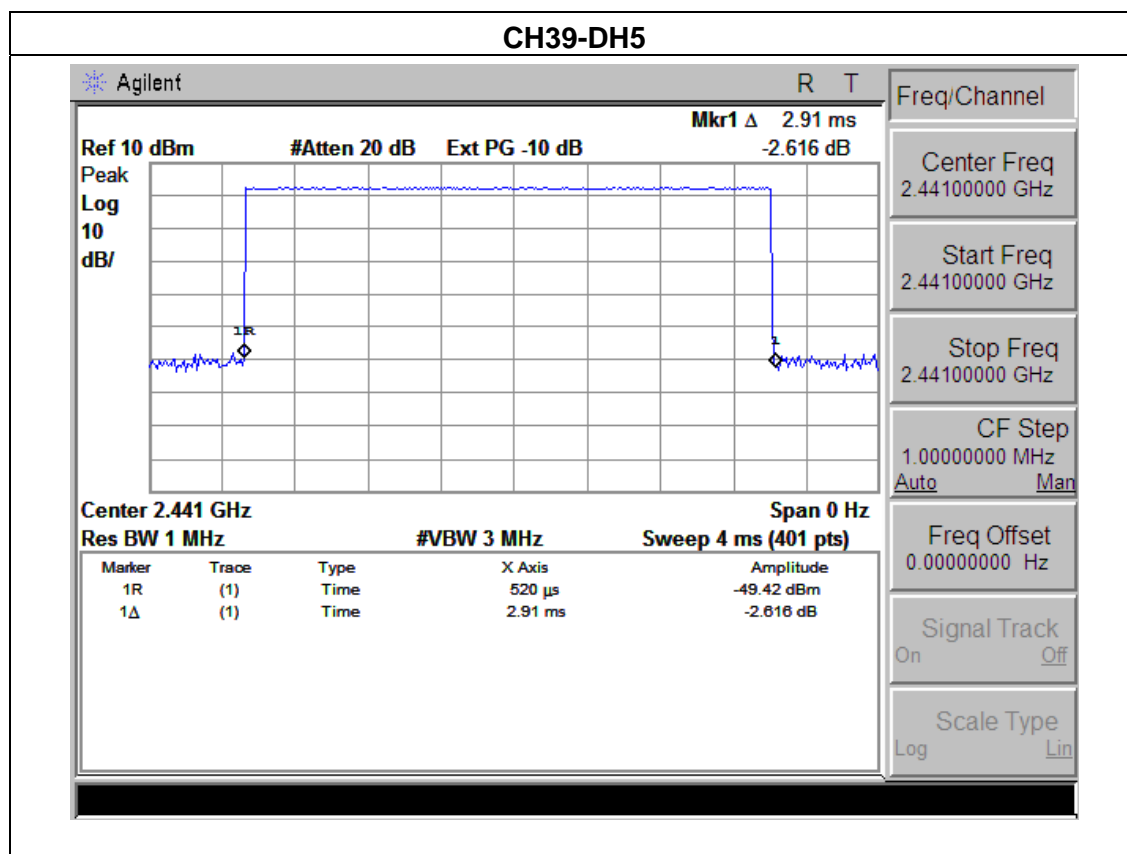 CH39-DH5
Agilent R T
Mkr1 Δ 2.91 ms
Ref 10 dBm #Atten 20 dB Ext PG -10 dB -2.616 dB
Peak
Log
10
dB/
1R
1
Center 2.441 GHz Span 0 Hz
Res BW 1 MHz #VBW 3 MHz Sweep 4 ms (401 pts)
Marker Trace Type X Axis Amplitude
1R (1) Time 520 µs -49.42 dBm
1Δ (1) Time 2.91 ms -2.616 dB
Freq/Channel
Center Freq
2.44100000 GHz
Start Freq
2.44100000 GHz
Stop Freq
2.44100000 GHz
CF Step
1.00000000 MHz
Auto Man
Freq Offset
0.00000000 Hz
Signal Track
On Off
Scale Type
Log Lin